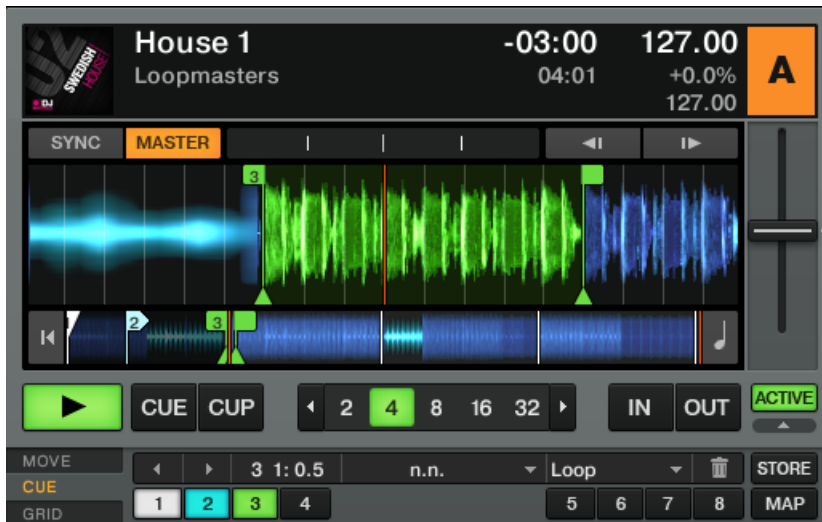 House 1 -03:00 127.00
Loopmasters 04:01 +0.0%
127.00
A
SWEDISH
HOUSE
DJ
SYNC MASTER
3
2 3
CUE CUP 2 4 8 16 32 IN OUT ACTIVE
MOVE
CUE
GRID
3 1: 0.5 n.n. Loop STORE
1 2 3 4 5 6 7 8 MAP